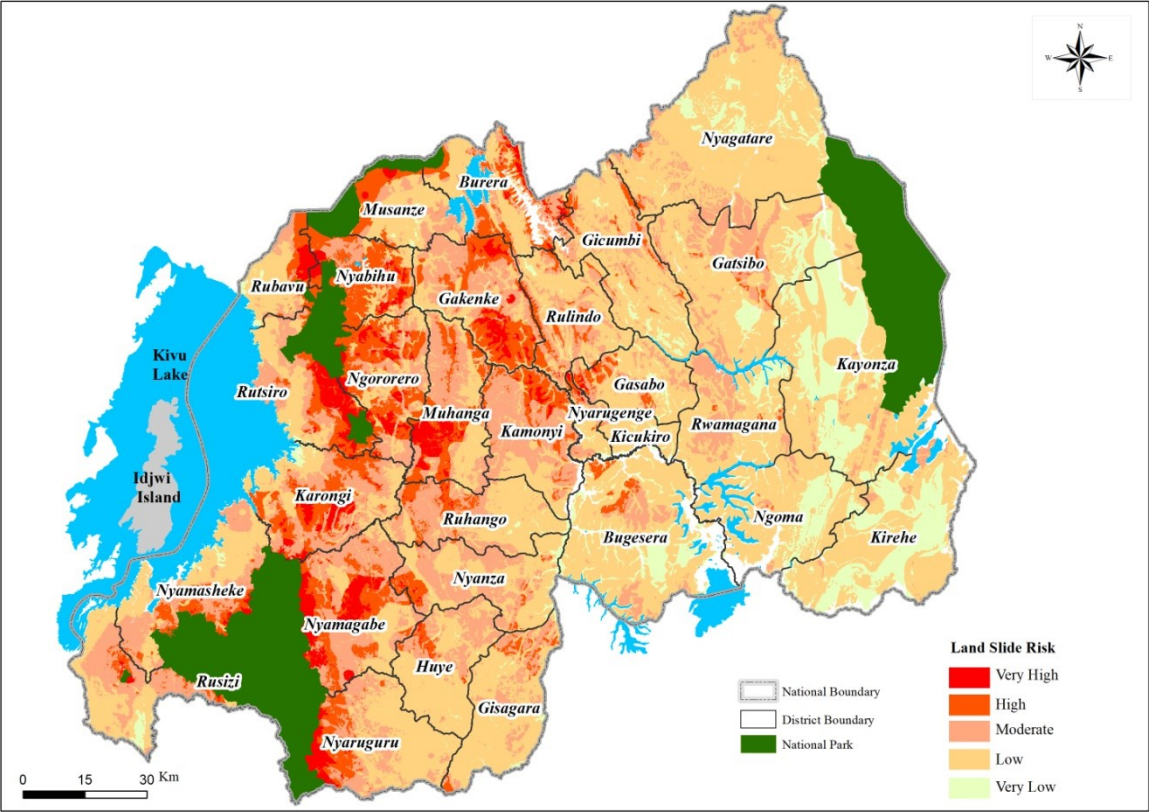 N
W E
S
Nyagatare
Burera
Musanze
Gicumbi
Gatsibo
Nyabihu
Rubavu
Gakenke
Rulindo
Kivu
Lake
Kayonza
Ngororero
Gasabo
Rutsiro
Muhanga
Nyarugenge
Kamonyi
Kicukiro
Rwamagana
Idjwi
Island
Karongi
Ruhango
Ngoma
Bugesera
Kirehe
Nyanza
Nyamasheke
Nyamagabe
Huye
Rusizi
Gisagara
Nyaruguru
Land Slide Risk
Very High
High
Moderate
Low
Very Low
National Boundary
District Boundary
National Park
0 15 30 Km